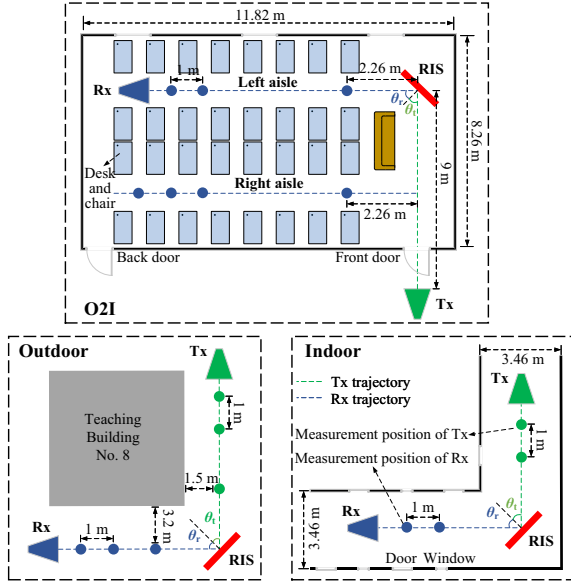 11.82 m
RIS
2.26 m
1 m
Left aisle
Rx
θr
θt
8.26 m
9 m
Desk
and
chair
Right aisle
2.26 m
Back door
Front door
Tx
O2I
Outdoor
Tx
Teaching
Building
No. 8
1 m
1.5 m
3.2 m
θt
θr
Rx
1 m
RIS
Indoor
3.46 m
Tx
Tx trajectory
Rx trajectory
Measurement position of Tx
1 m
Measurement position of Rx
3.46 m
1 m
θt
θr
Rx
RIS
Door Window